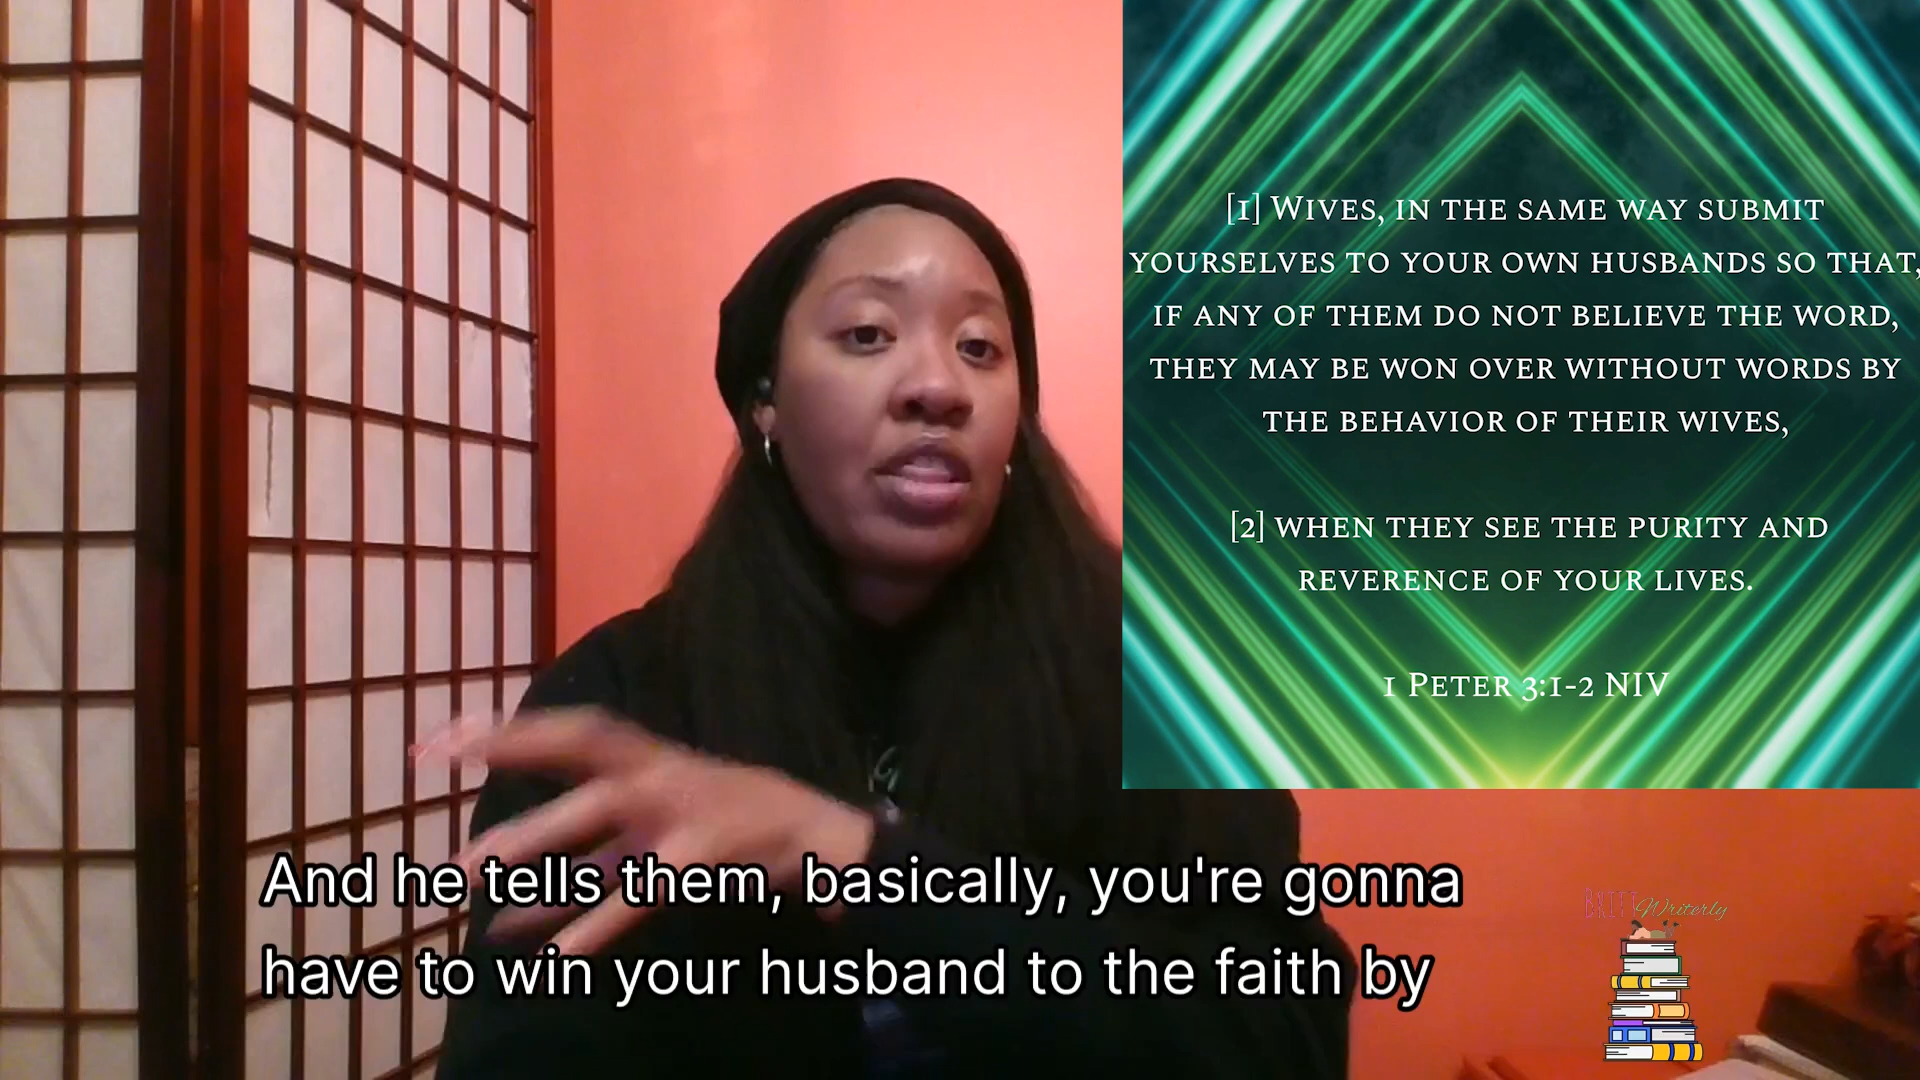 [1] Wives, in the same way submit
yourselves to your own husbands so that,
if any of them do not believe the word,
they may be won over without words by
the behavior of their wives,
[2] when they see the purity and
reverence of your lives.
1 Peter 3:1-2 NIV
And he tells them, basically, you're gonna
have to win your husband to the faith by
BRITT Writerly